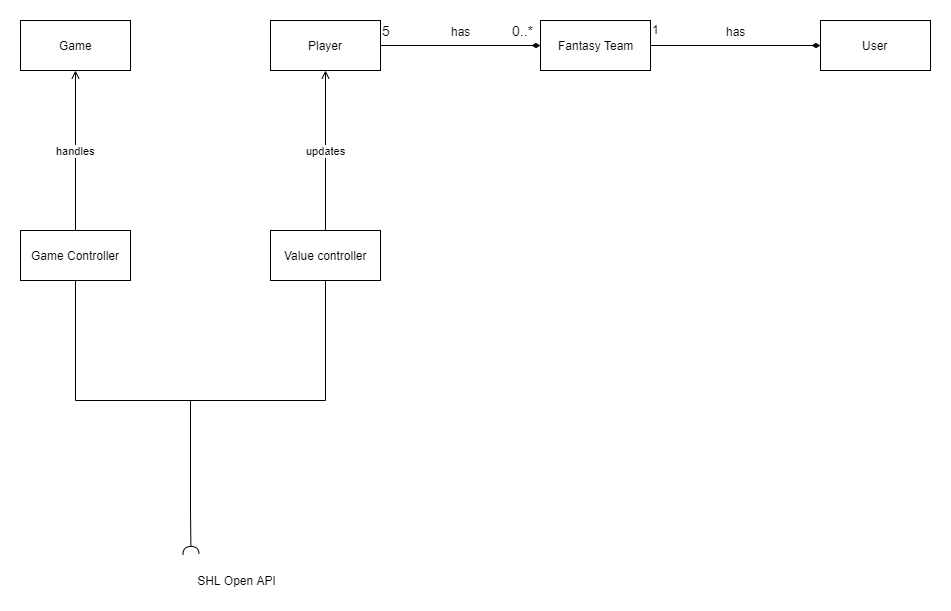 Game
Player
5
has
0..*
Fantasy Team
1
has
User
handles
updates
Game Controller
Value controller
SHL Open API